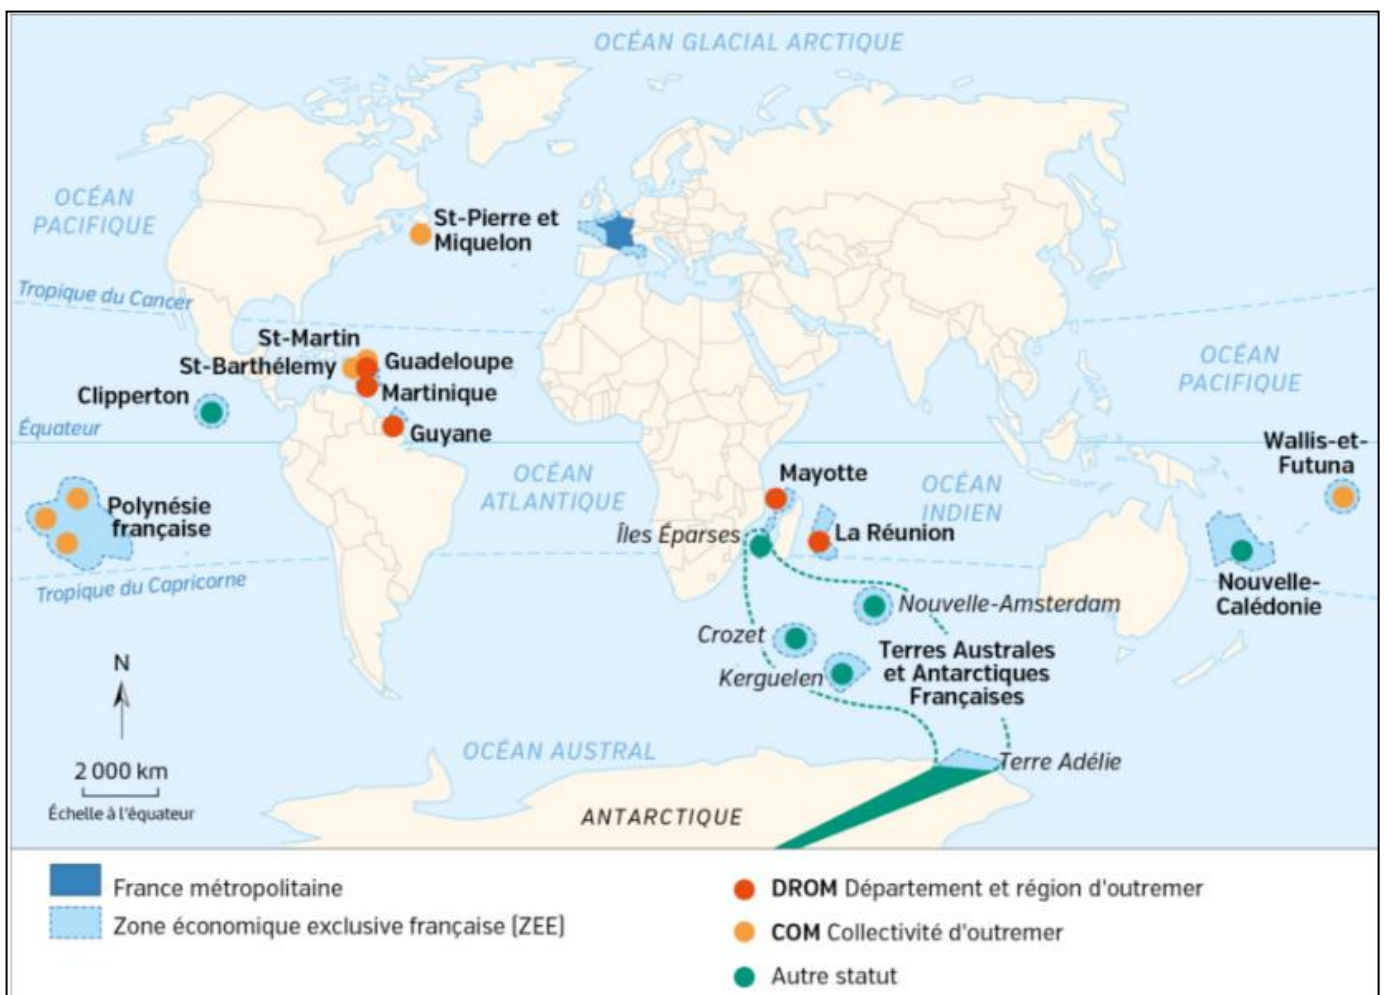 OCÉAN GLACIAL ARCTIQUE
OCÉAN
PACIFIQUE
St-Pierre et
Miquelon
Tropique du Cancer
St-Martin
St-Barthélemy
Guadeloupe
Clipperton
Martinique
OCÉAN
PACIFIQUE
Équateur
Guyane
Wallis-et-
Futuna
Polynésie
française
OCÉAN
ATLANTIQUE
Mayotte
OCÉAN
INDIEN
Îles Éparses
La Réunion
Tropique du Capricorne
Nouvelle-
Calédonie
Nouvelle-Amsterdam
Crozet
Kerguelen
Terres Australes
et Antarctiques
Françaises
N
OCÉAN AUSTRAL
Terre Adélie
2 000 km
Échelle à l'équateur
ANTARCTIQUE
France métropolitaine
Zone économique exclusive française (ZEE)
DROM Département et région d'outremer
COM Collectivité d'outremer
Autre statut